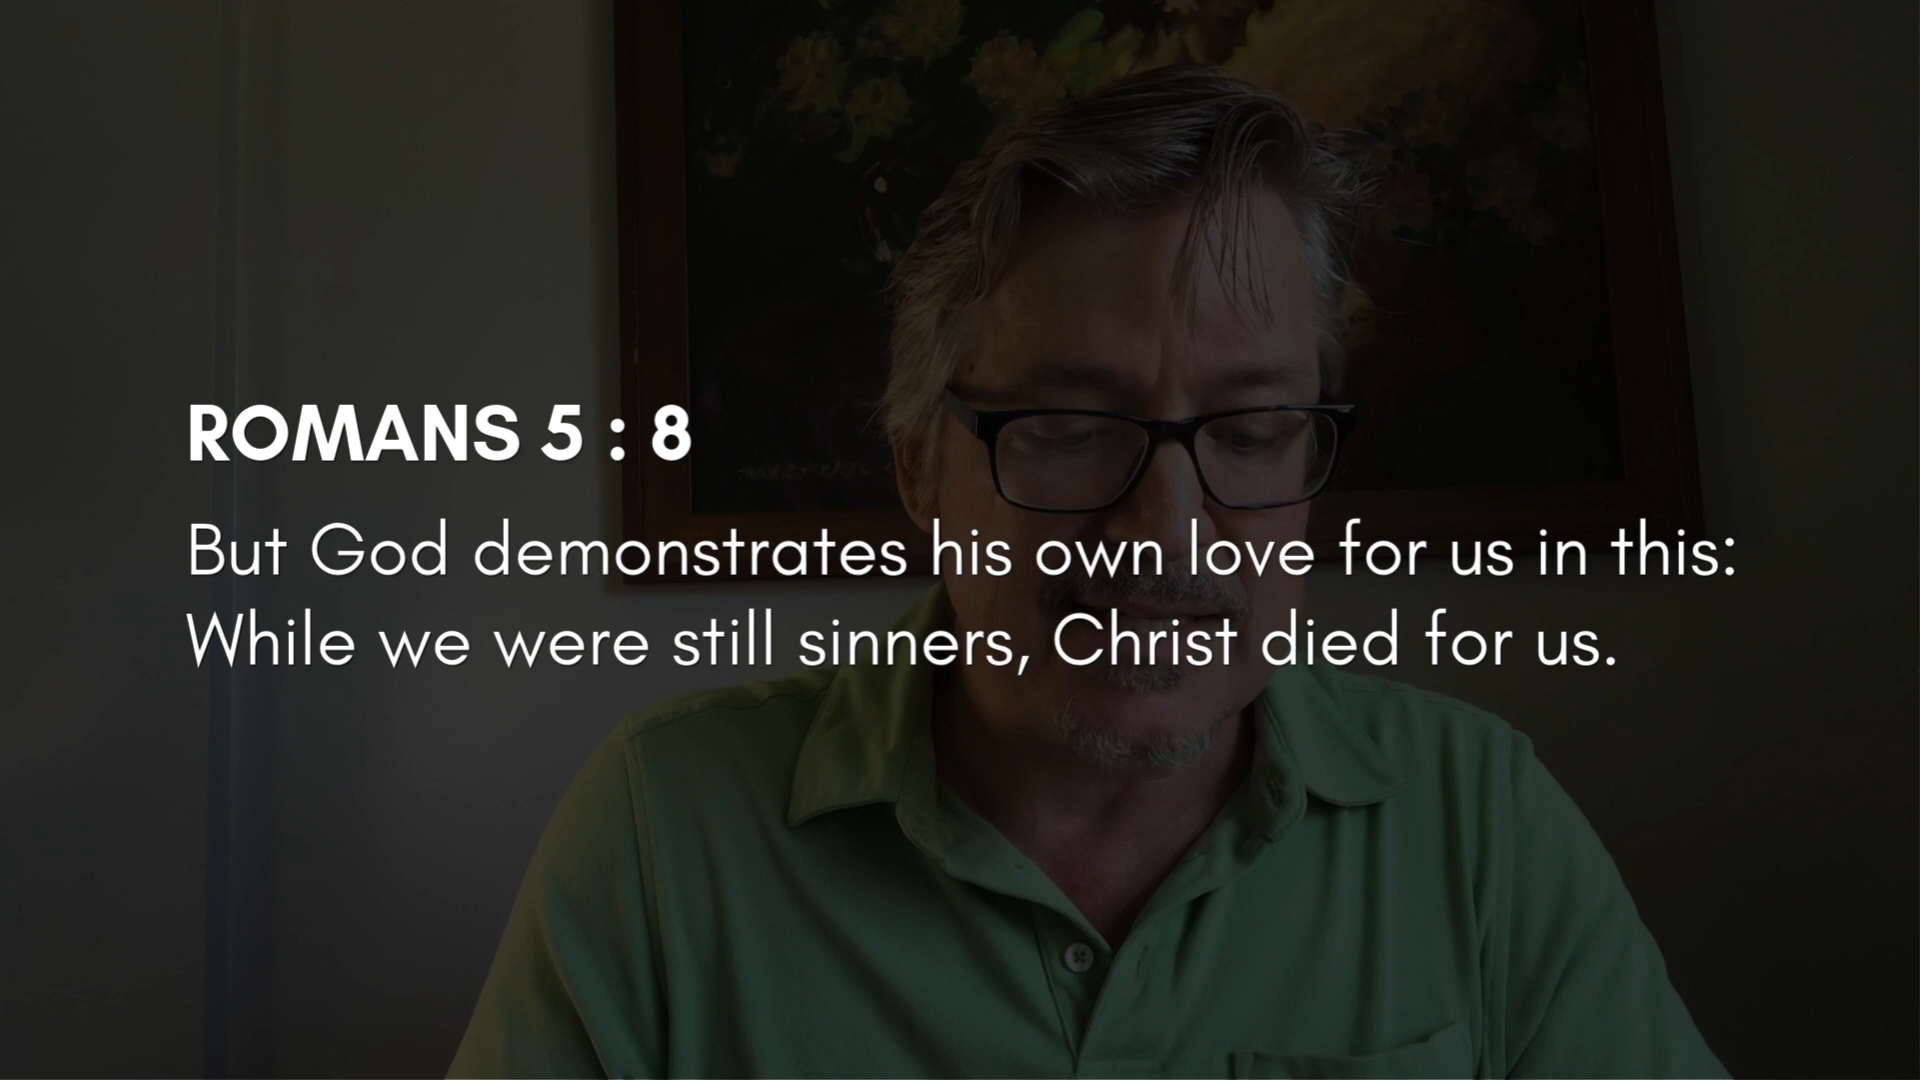 ROMANS 5 : 8
But God demonstrates his own love for us in this:
While we were still sinners, Christ died for us.